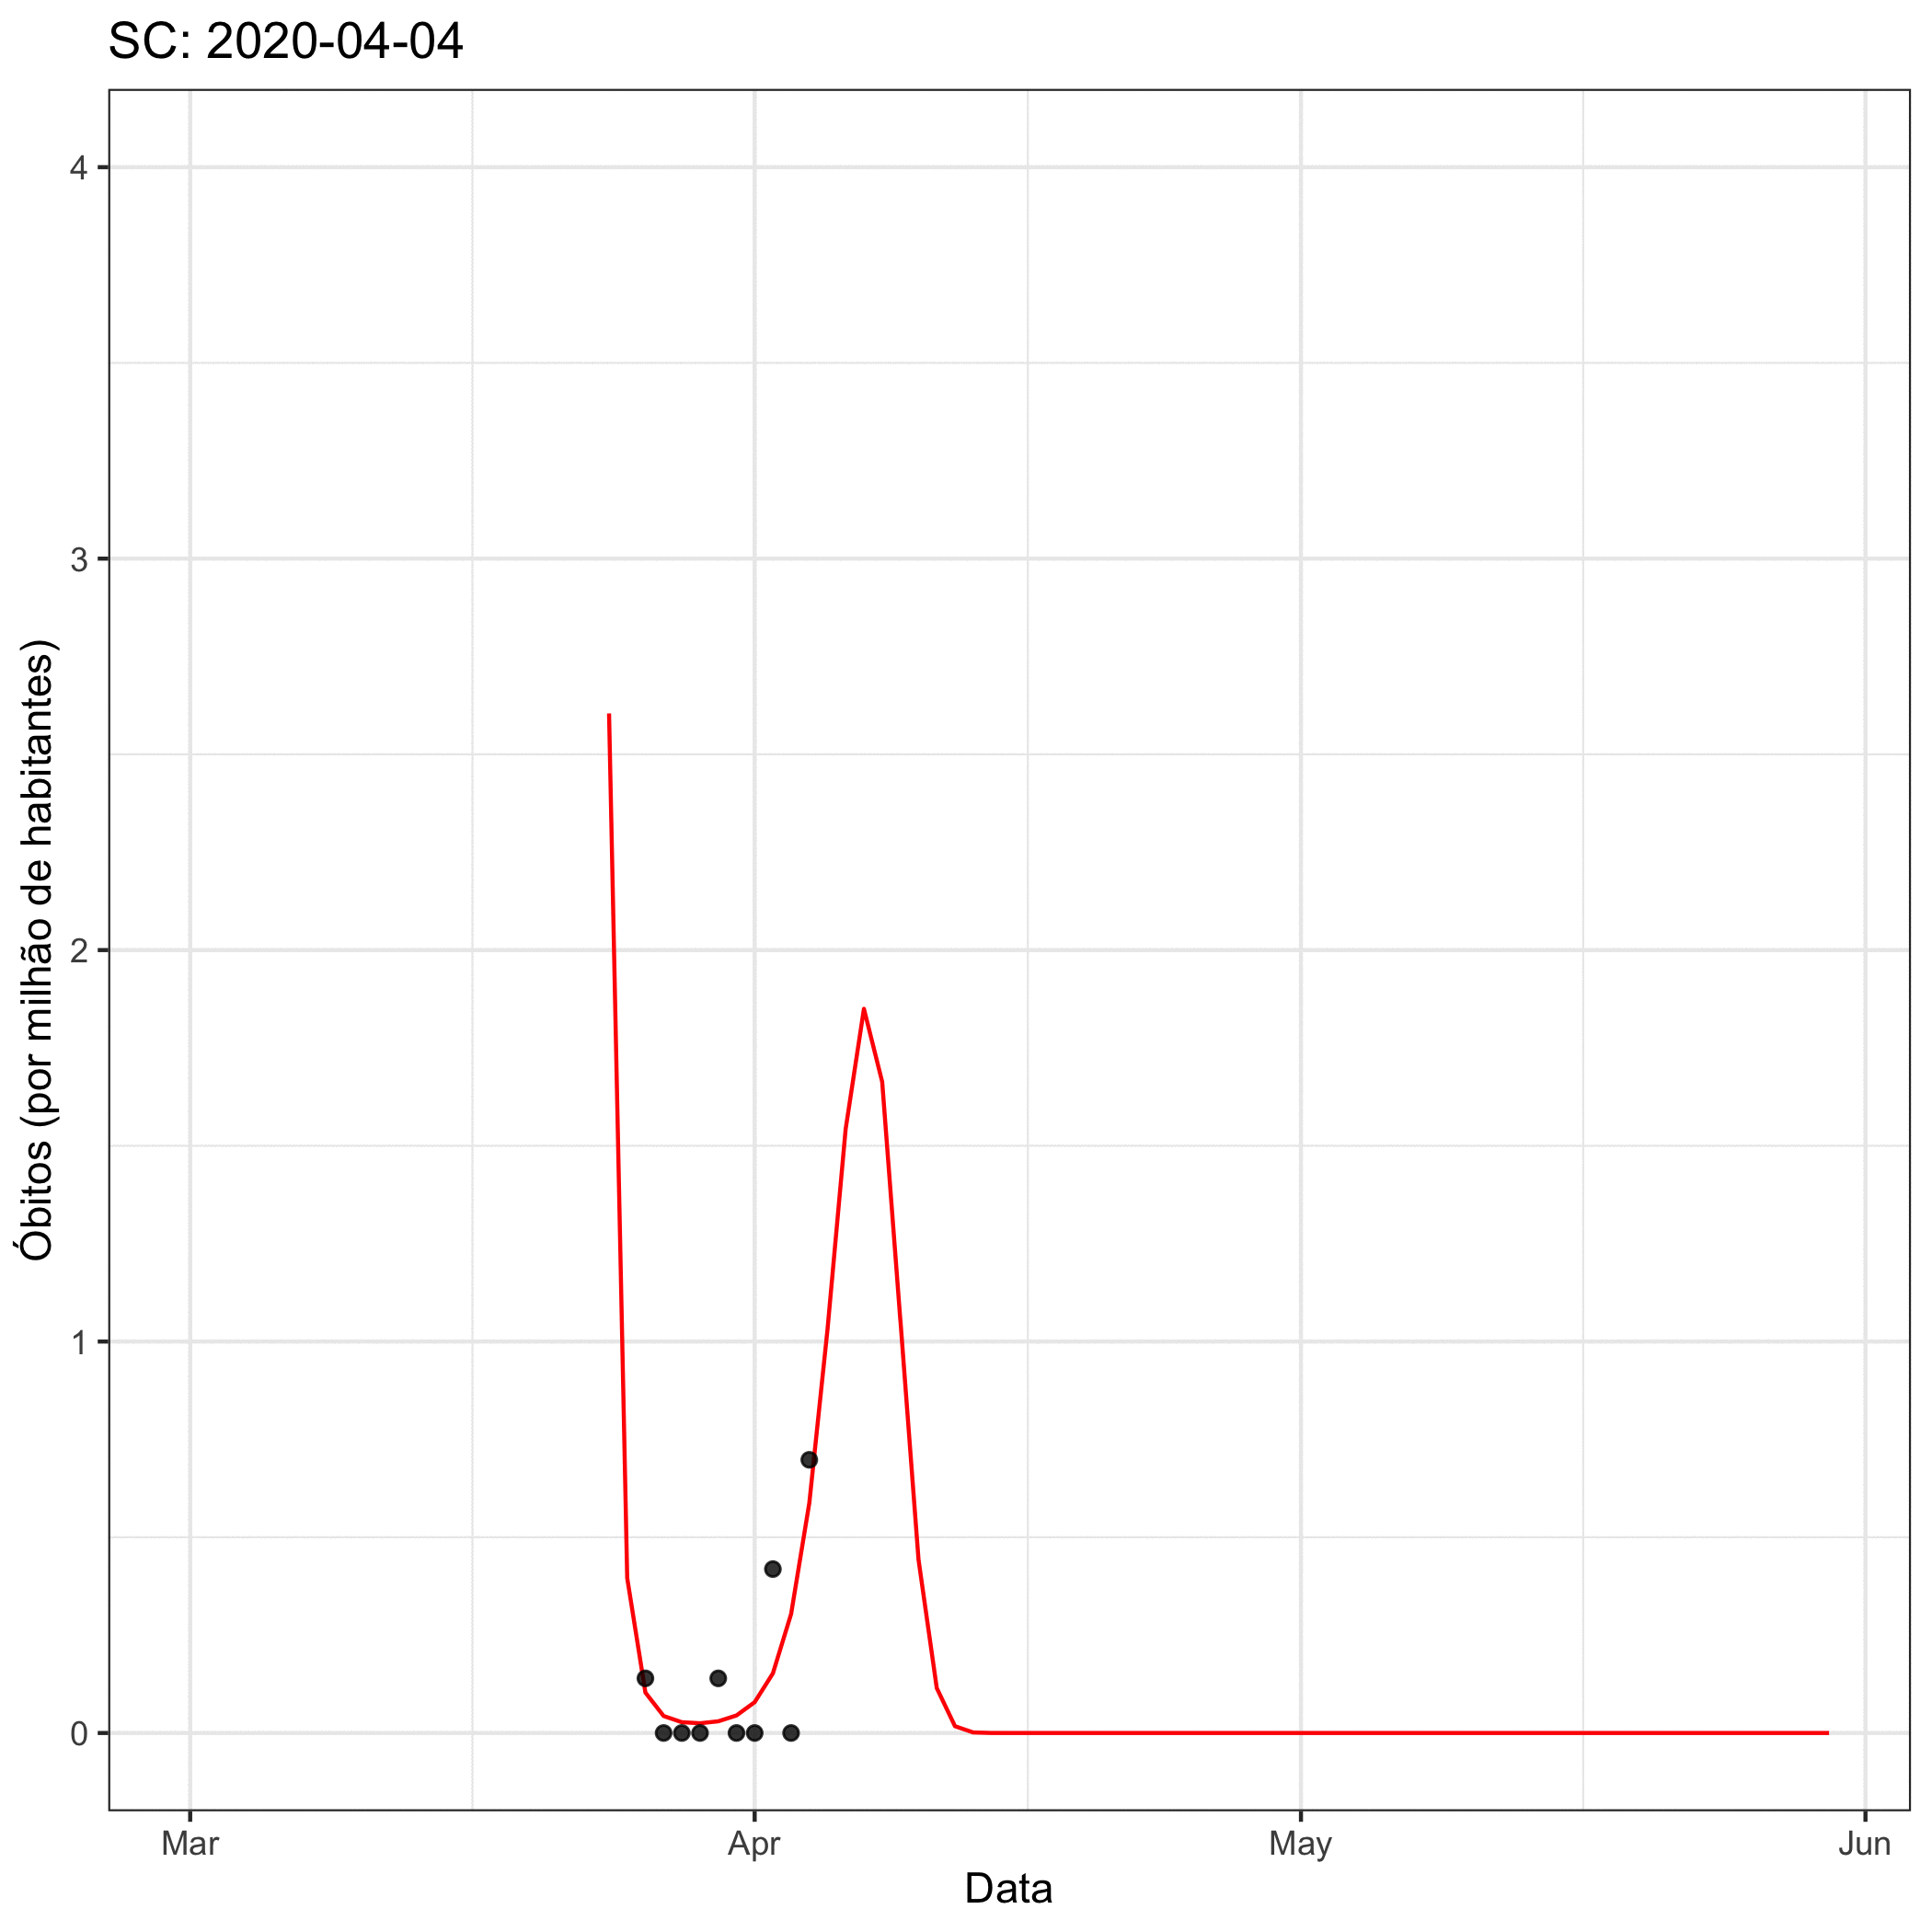 SC: 2020-04-04
4
3
2
1
0
Óbitos (por milhão de habitantes)
Mar
Apr
May
Jun
Data